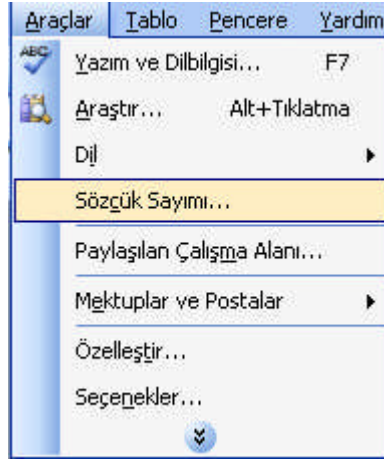 Araçlar Tablo Pencere Yardım
ABC Yazım ve Dilbilgisi... F7
Araştır... Alt+Tıklatma
Dil
Sözcük Sayımı...
Paylaşılan Çalışma Alanı...
Mektuplar ve Postalar
Özelleştir...
Seçenekler...